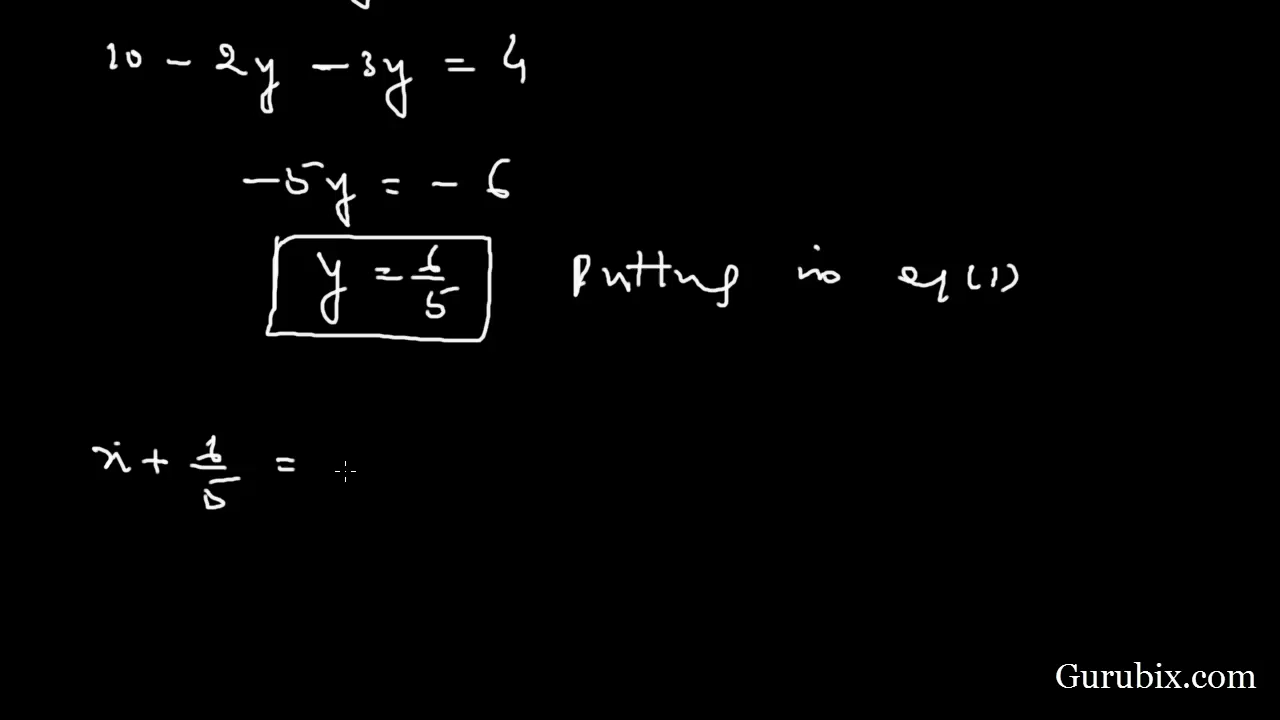 10 - 2y - 3y = 4
-5y = -6
y = 6/5 Putting in eq(1)
x + 6/5 =
Gurubix.com